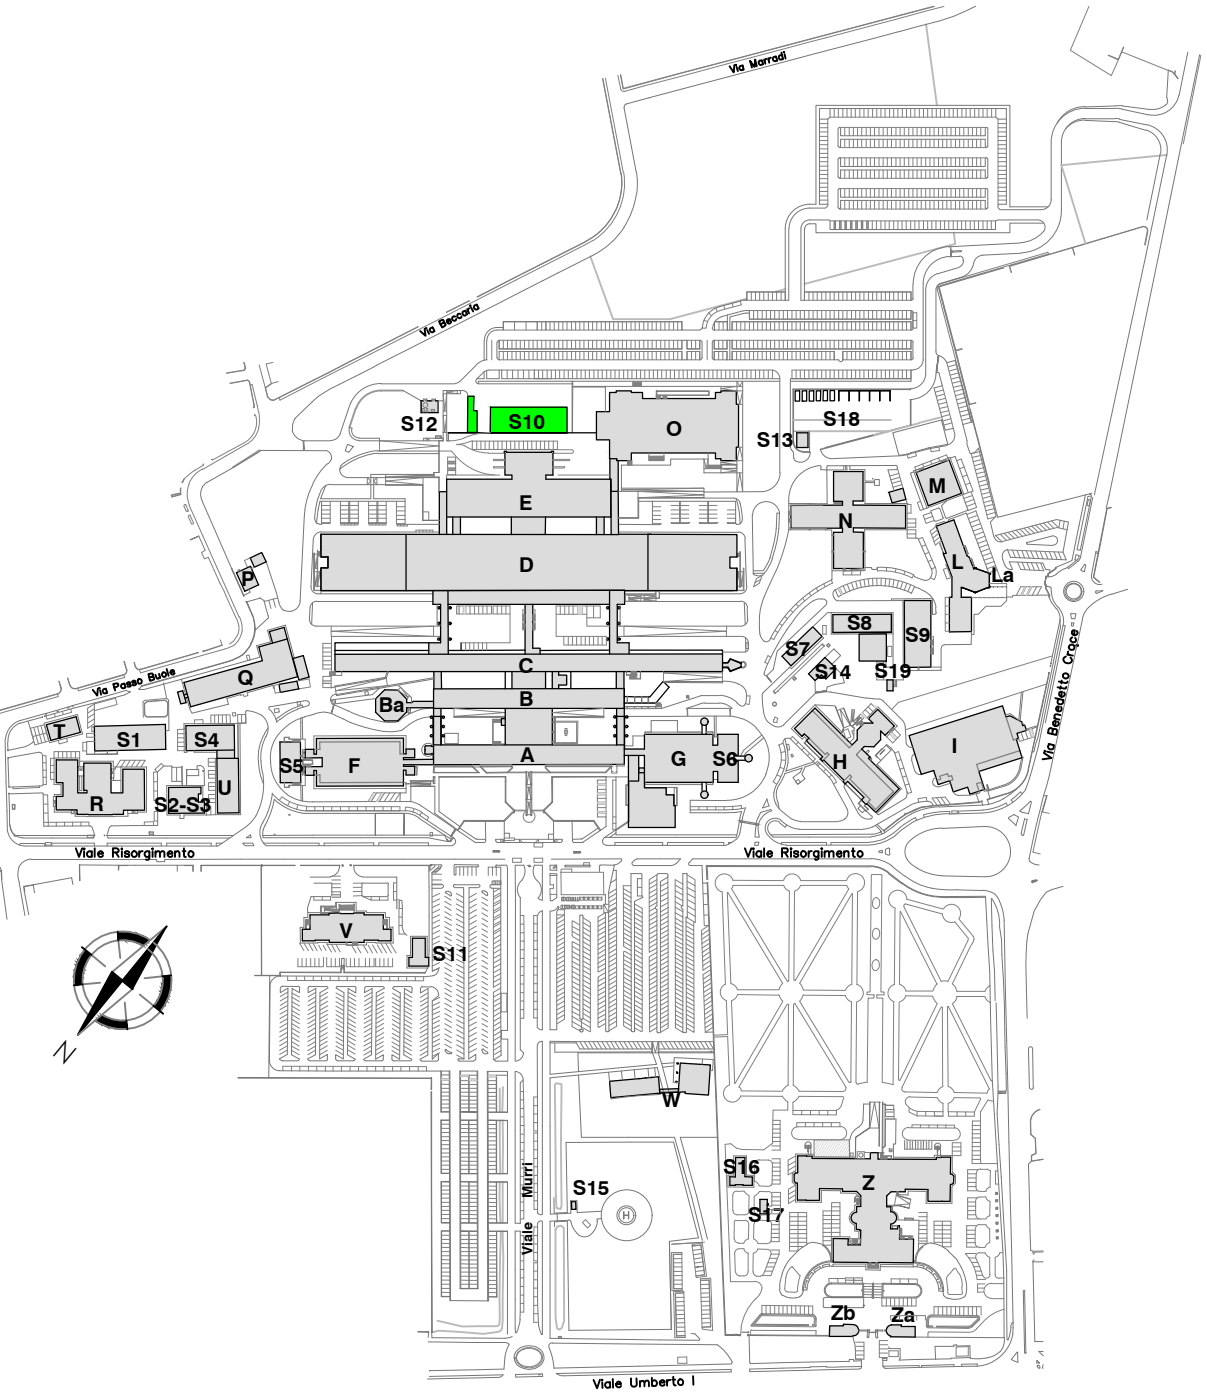 Via Marradi
Via Beccaria
S12
S10
O
S13
S18
E
M
N
D
L
La
P
S8
S9
S7
S14
S19
C
Q
B
Ba
Via Passo Buole
Via Benedetto Croce
T
S1
S4
A
S5
F
G
S6
H
I
R
S2-S3
U
Viale Risorgimento
Viale Risorgimento
V
S11
N
W
Viale Murri
S15
H
S16
S17
Z
Zb
Za
Viale Umberto I